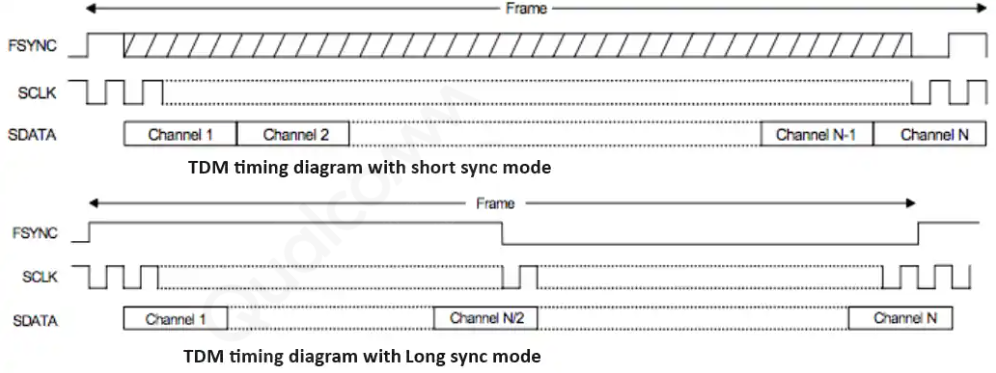 Frame
FSYNC
SCLK
SDATA Channel 1 Channel 2 Channel N-1 Channel N
TDM timing diagram with short sync mode
Frame
FSYNC
SCLK
SDATA Channel 1 Channel N/2 Channel N
TDM timing diagram with Long sync mode
Qualcomm